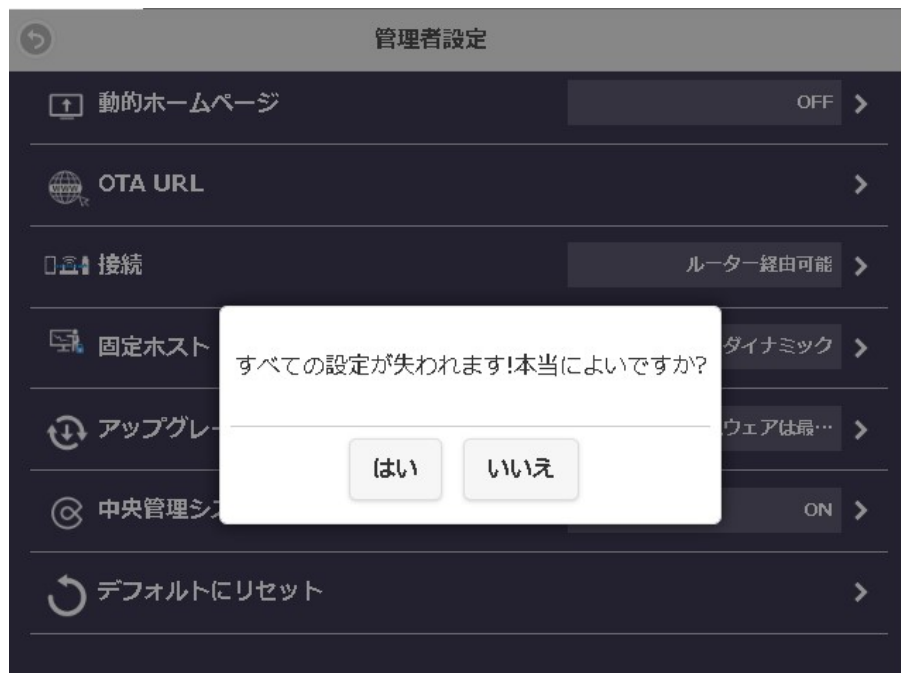 管理者設定
動的ホームページ OFF
OTA URL
接続 ルーター経由可能
固定ホスト ダイナミック
すべての設定が失われます!本当によいですか?
アップグレー ウェアは最…
はい いいえ
中央管理シス ON
デフォルトにリセット